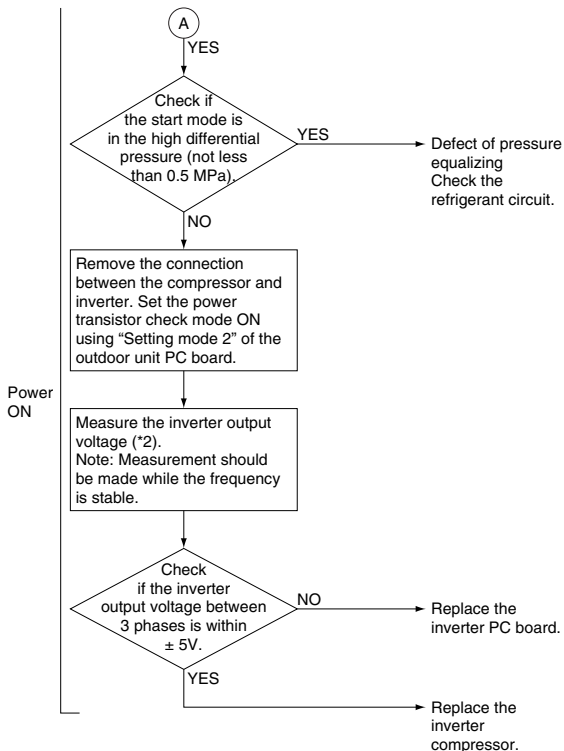 A
YES
Check if
the start mode is
in the high differential
pressure (not less
than 0.5 MPa).
YES
Defect of pressure
equalizing
Check the
refrigerant circuit.
NO
Remove the connection
between the compressor and
inverter. Set the power
transistor check mode ON
using “Setting mode 2” of the
outdoor unit PC board.
Power
ON
Measure the inverter output
voltage (*2).
Note: Measurement should
be made while the frequency
is stable.
Check
if the inverter
output voltage between
3 phases is within
± 5V.
NO
Replace the
inverter PC board.
YES
Replace the
inverter
compressor.